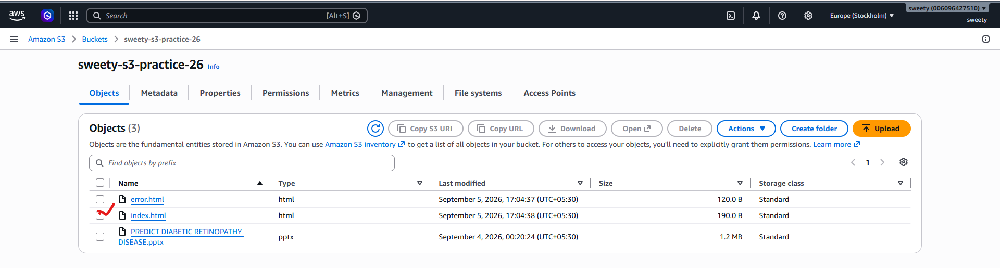 aws
Search [Alt+S]
Europe (Stockholm)
sweety (006096427510)
sweety
Amazon S3 > Buckets > sweety-s3-practice-26
sweety-s3-practice-26 Info
Objects Metadata Properties Permissions Metrics Management File systems Access Points
Objects (3)
Copy S3 URI Copy URL Download Open Delete Actions Create folder Upload
Objects are the fundamental entities stored in Amazon S3. You can use Amazon S3 inventory to get a list of all objects in your bucket. For others to access your objects, you'll need to explicitly grant them permissions. Learn more
Find objects by prefix
1
Name Type Last modified Size Storage class
error.html html September 5, 2026, 17:04:37 (UTC+05:30) 120.0 B Standard
index.html html September 5, 2026, 17:04:38 (UTC+05:30) 190.0 B Standard
PREDICT DIABETIC RETINOPATHY
DISEASE.pptx pptx September 4, 2026, 00:20:24 (UTC+05:30) 1.2 MB Standard